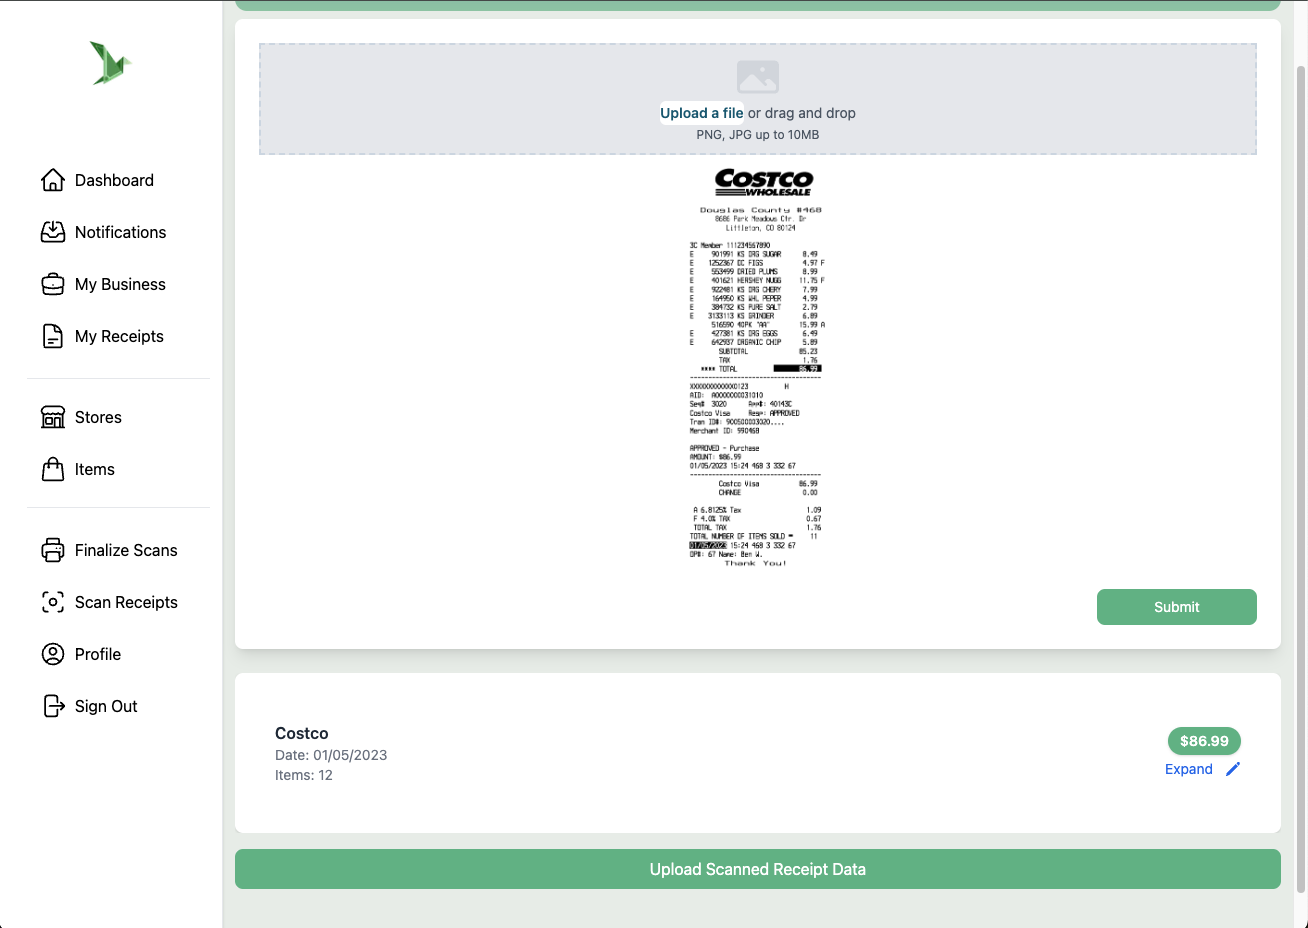 Dashboard
Notifications
My Business
My Receipts
Stores
Items
Finalize Scans
Scan Receipts
Profile
Sign Out
Upload a file or drag and drop
PNG, JPG up to 10MB
COSTCO
WHOLESALE
Douglas County #468
8686 Park Meadows Ctr. Dr
Littleton, CO 80124
3C Member 111234567890
E 901991 KS ORG SUGAR 8.49
E 1252367 DC FIGS 4.97 F
E 553499 DRIED PLUMS 8.99
E 401621 HERSHEY NUGG 11.75 F
E 922481 KS ORG CHERY 7.99
E 164950 KS WHL PEPER 4.99
E 384732 KS PURE SALT 2.79
E 3133113 KS GRINDER 6.89
516590 40PK "AA" 15.99 A
E 427381 KS ORG EGGS 6.49
E 642937 ORGANIC CHIP 5.89
SUBTOTAL 85.23
TAX 1.76
**** TOTAL 86.99
XXXXXXXXXXXX0123 H
AID: A0000000031010
Seq# 3020 App#: 40143C
Costco Visa Resp: APPROVED
Tran ID#: 900500003020....
Merchant ID: 990468
APPROVED - Purchase
AMOUNT: $86.99
01/05/2023 15:24 468 3 332 67
Costco Visa 86.99
CHANGE 0.00
A 6.8125% Tax 1.09
F 4.0% TAX 0.67
TOTAL TAX 1.76
TOTAL NUMBER OF ITEMS SOLD = 11
01/05/2023 15:24 468 3 332 67
OP#: 67 Name: Ben W.
Thank You!
Submit
Costco
Date: 01/05/2023
Items: 12
$86.99
Expand
Upload Scanned Receipt Data